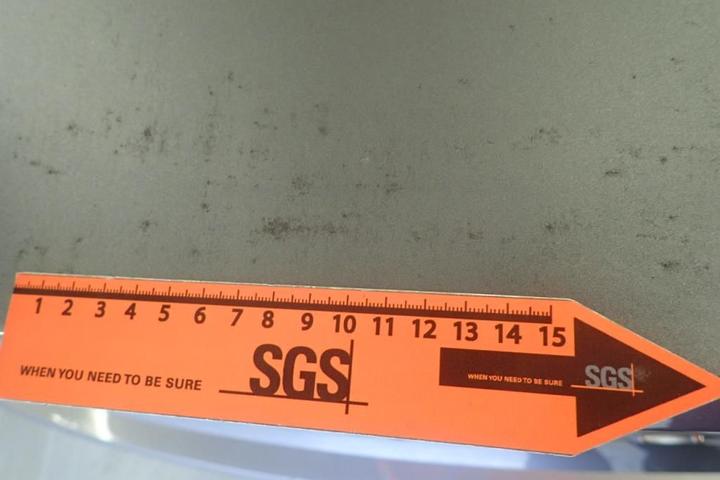 1 2 3 4 5 6 7 8 9 10 11 12 13 14 15
WHEN YOU NEED TO BE SURE
SGS
WHEN YOU NEED TO BE SURE
SGS